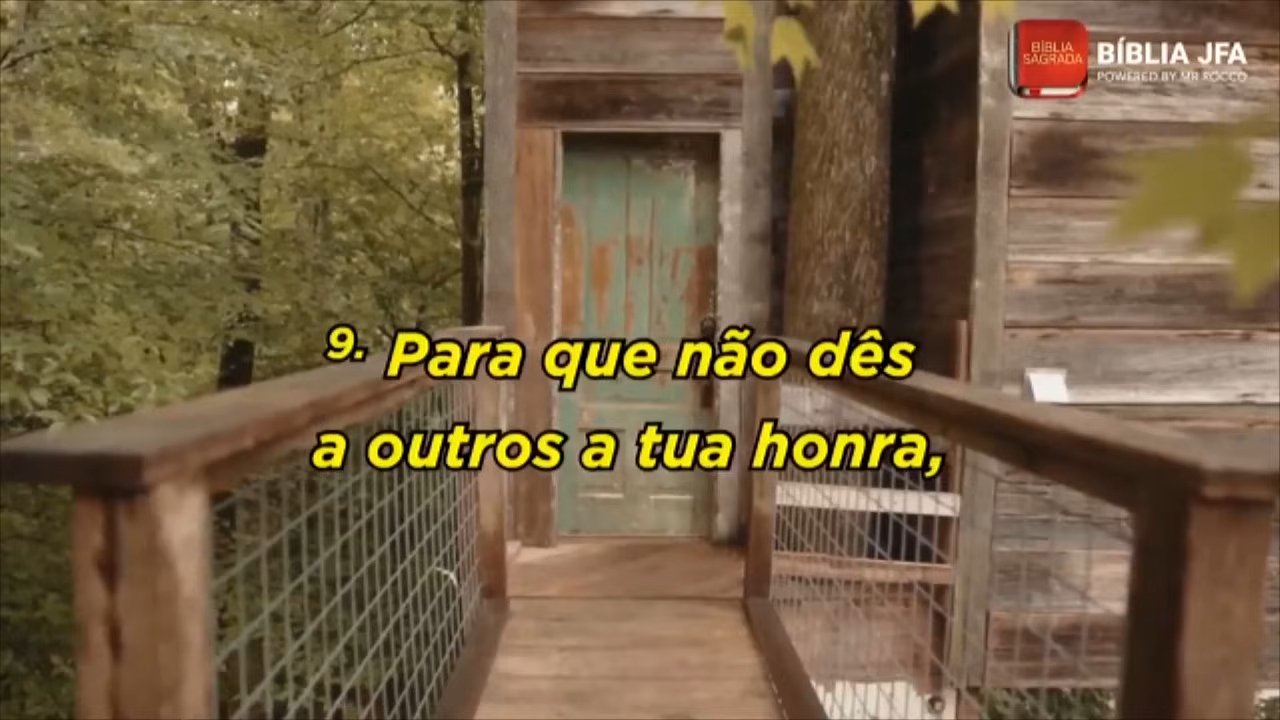 BÍBLIA
SAGRADA
BÍBLIA JFA
POWERED BY MR ROCCO
9. Para que não dês
a outros a tua honra,